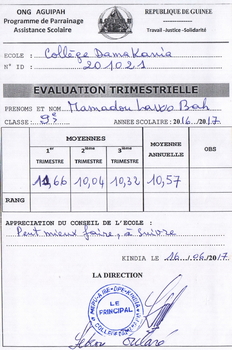 ONG AGUIPAH
Programme de Parrainage
Assistance Scolaire
REPUBLIQUE DE GUINEE
Travail-Justice-Solidarité
ECOLE : Collège Damakania
N° ID : 201021
EVALUATION TRIMESTRIELLE
PRENOMS ET NOM Mamadou Bah
CLASSE : 9e ANNEE SCOLAIRE : 2016/2017
MOYENNES
1er TRIMESTRE
2ème TRIMESTRE
3ème TRIMESTRE
MOYENNE ANNUELLE
OBS
11,66 10,04 10,32 10,57
RANG
APPRECIATION DU CONSEIL DE L'ECOLE :
Peut mieux faire, à suivre
KINDIA LE 16/06/2017
LA DIRECTION
LE PRINCIPAL